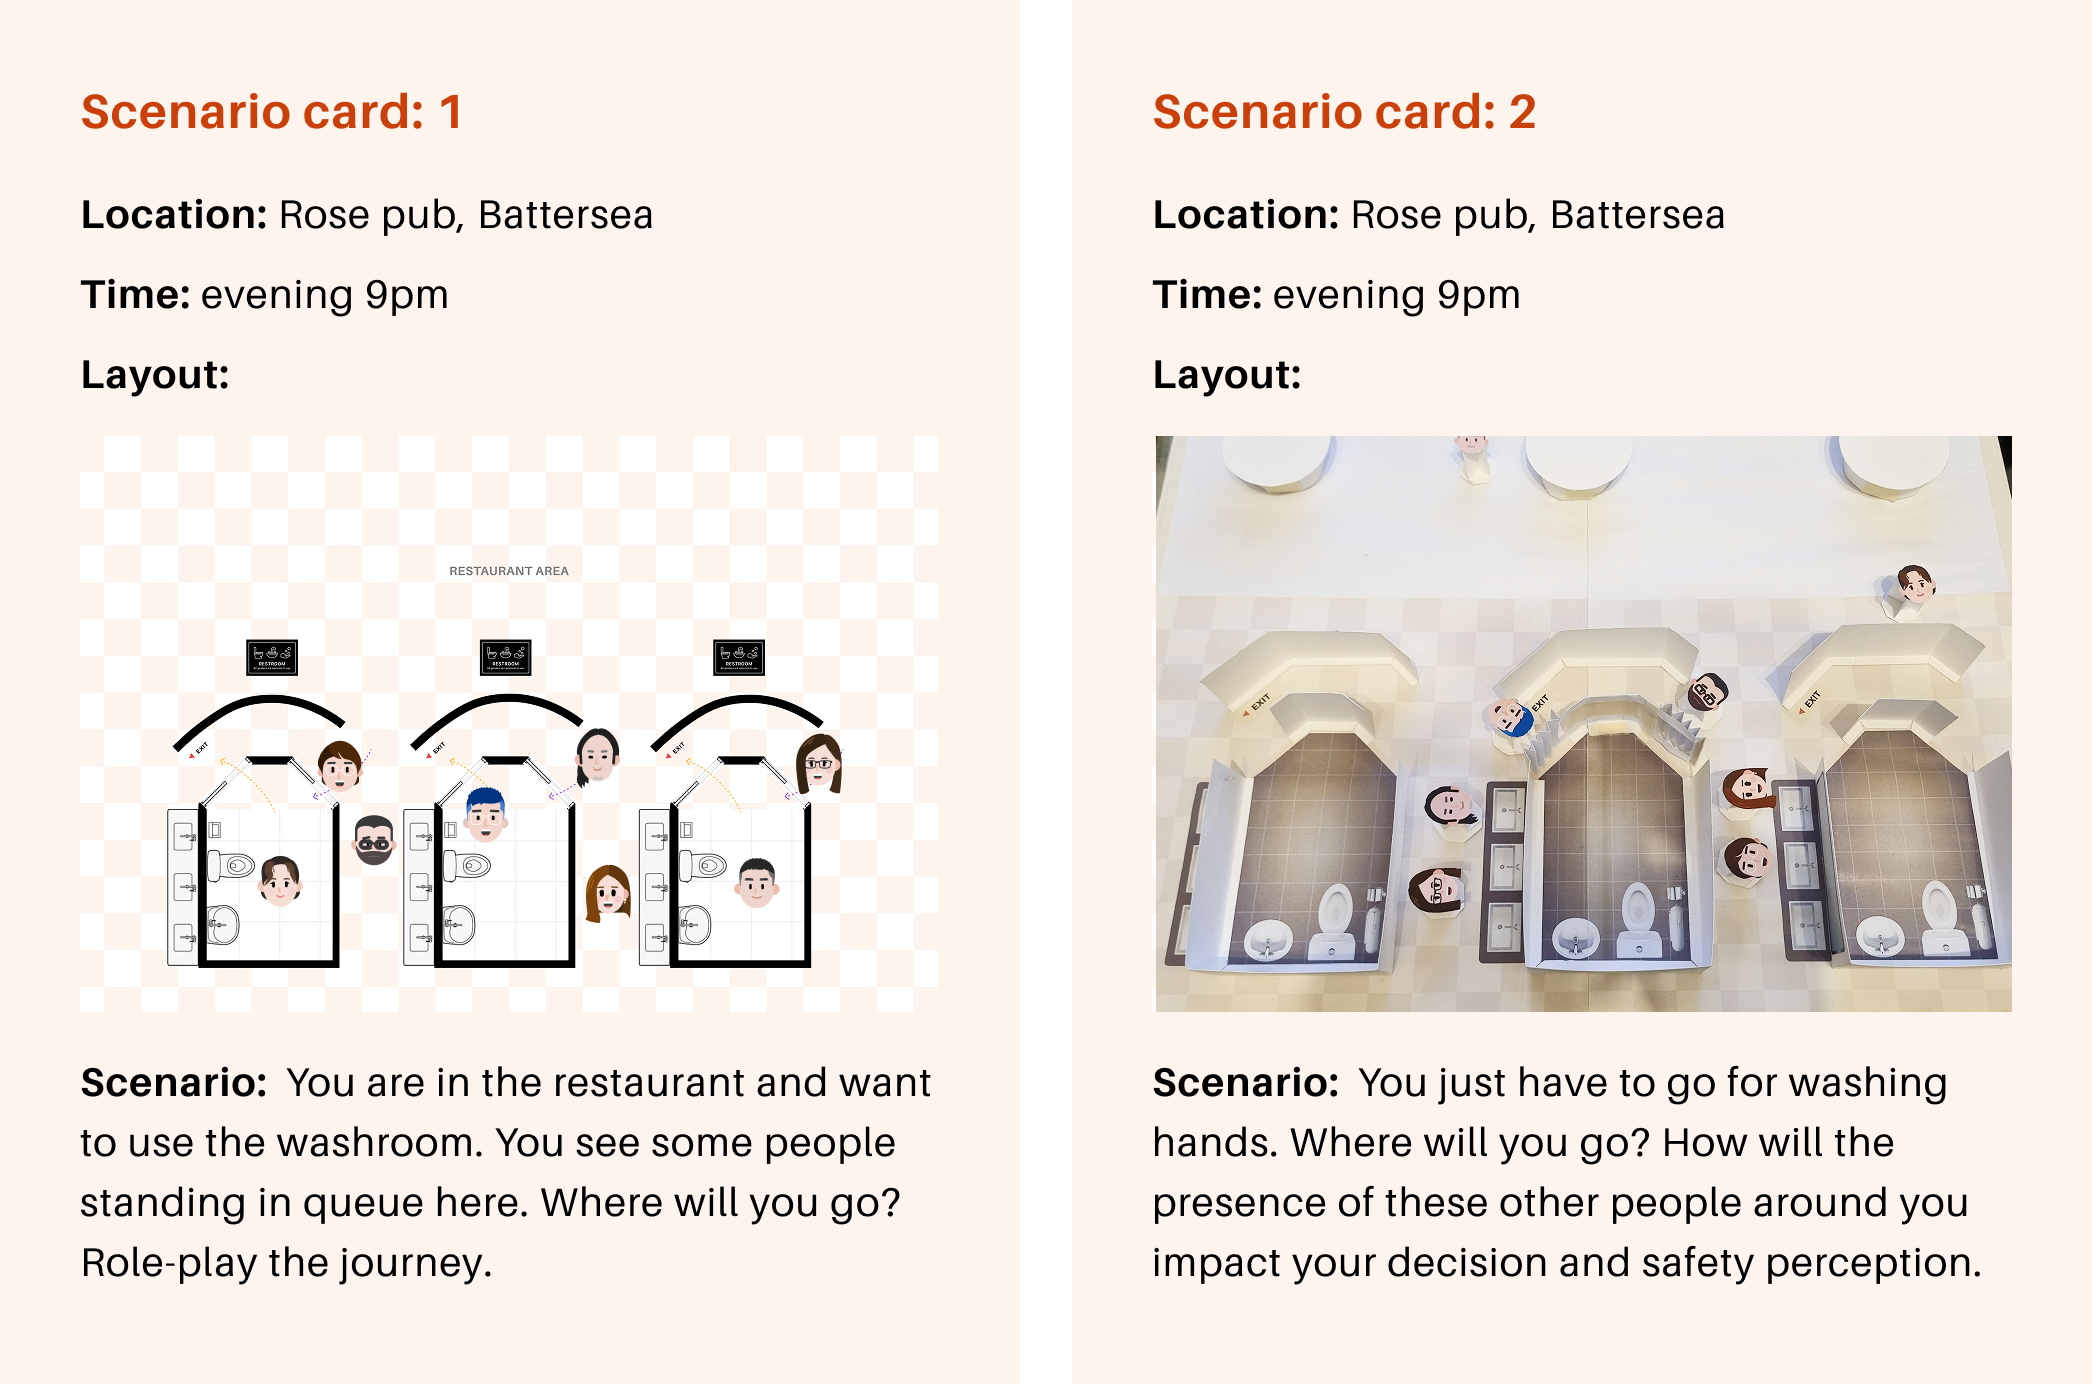 Scenario card: 1
Location: Rose pub, Battersea
Time: evening 9pm
Layout:
RESTAURANT AREA
RESTROOM
RESTROOM
RESTROOM
EXIT
EXIT
EXIT
Scenario: You are in the restaurant and want
to use the washroom. You see some people
standing in queue here. Where will you go?
Role-play the journey.
Scenario card: 2
Location: Rose pub, Battersea
Time: evening 9pm
Layout:
EXIT
EXIT
EXIT
Scenario: You just have to go for washing
hands. Where will you go? How will the
presence of these other people around you
impact your decision and safety perception.